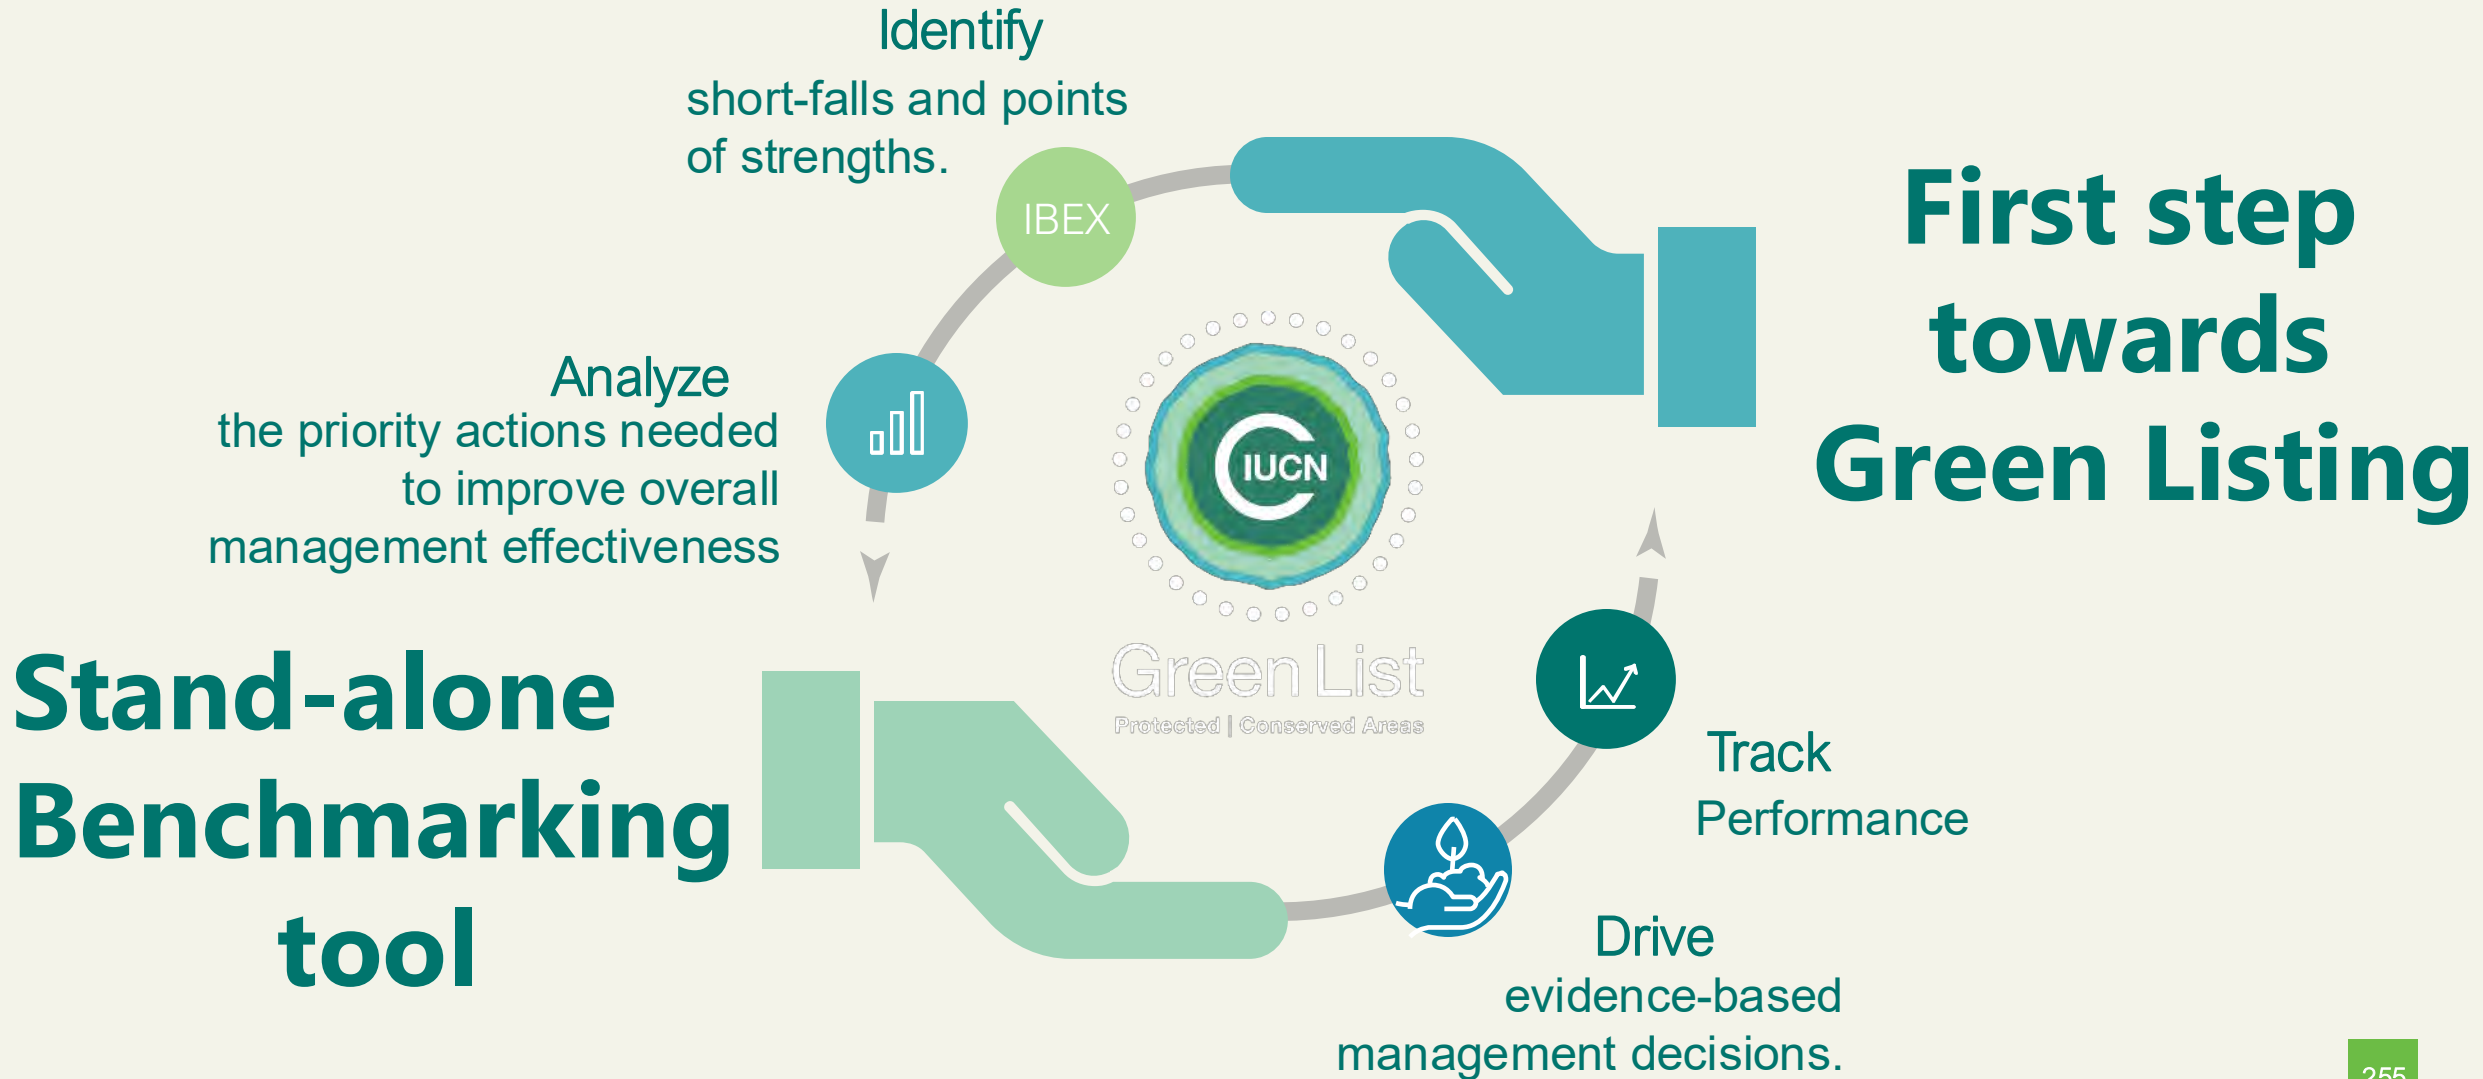 Identify
short-falls and points
of strengths.
IBEX
First step
towards
Green Listing
Analyze
the priority actions needed
to improve overall
management effectiveness
IUCN
Green List
Protected | Conserved Areas
Stand-alone
Benchmarking
tool
Track
Performance
Drive
evidence-based
management decisions.
255